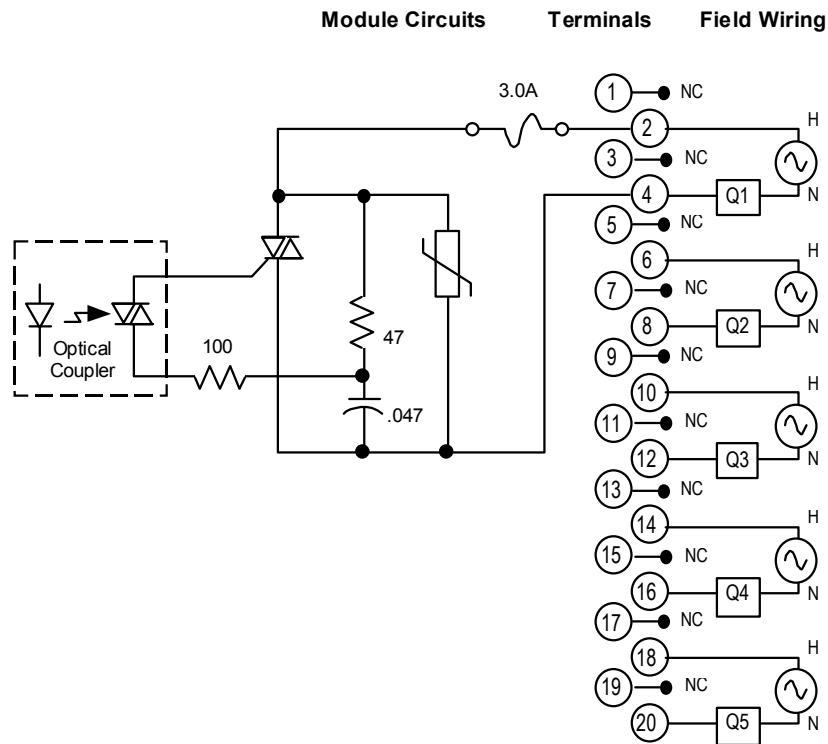 Module Circuits Terminals Field Wiring
3.0A
1 NC
H
2
3 NC
4 Q1 N
5 NC
6 H
7 NC
8 Q2 N
9 NC
10 H
11 NC
12 Q3 N
13 NC
14 H
15 NC
16 Q4 N
17 NC
18 H
19 NC
20 Q5 N
Optical
Coupler
100
47
.047